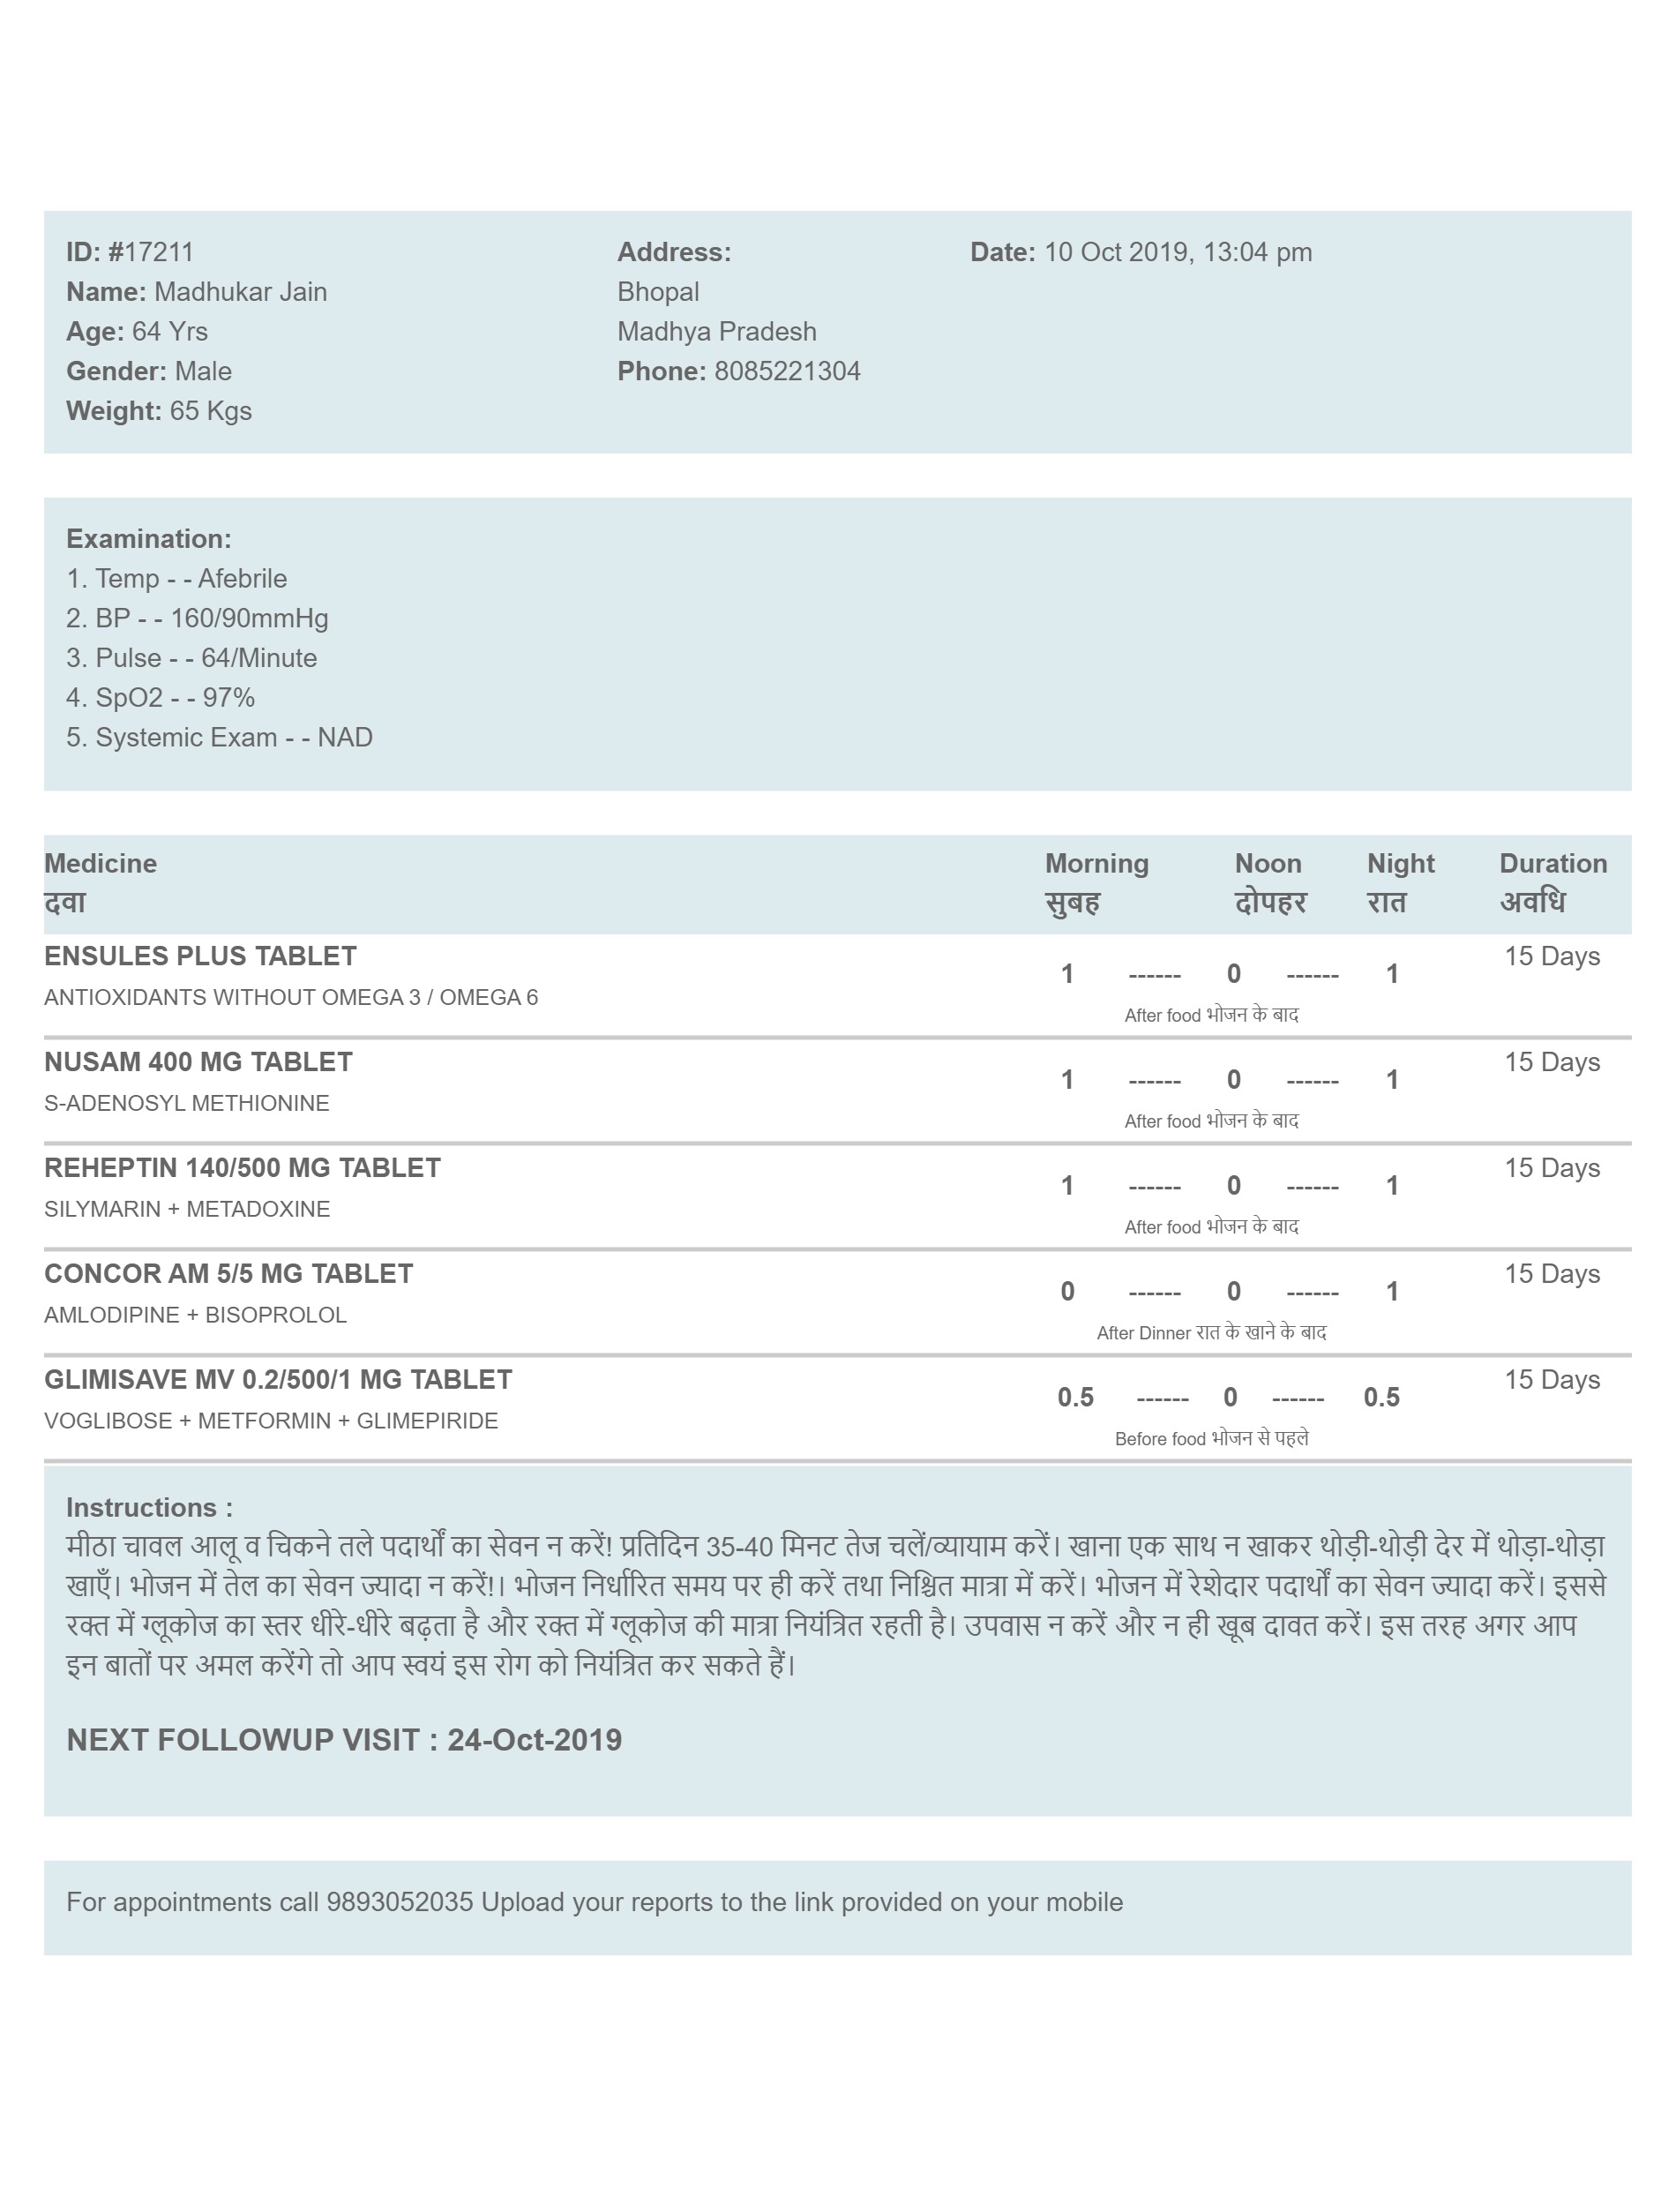 ID: #17211
Name: Madhukar Jain
Age: 64 Yrs
Gender: Male
Weight: 65 Kgs
Address:
Bhopal
Madhya Pradesh
Phone: 8085221304
Date: 10 Oct 2019, 13:04 pm
Examination:
1. Temp - - Afebrile
2. BP - - 160/90mmHg
3. Pulse - - 64/Minute
4. SpO2 - - 97%
5. Systemic Exam - - NAD
Medicine Morning Noon Night Duration
दवा सुबह दोपहर रात अवधि
ENSULES PLUS TABLET 15 Days
1 ------ 0 ------ 1
ANTIOXIDANTS WITHOUT OMEGA 3 / OMEGA 6
After food भोजन के बाद
NUSAM 400 MG TABLET 15 Days
1 ------ 0 ------ 1
S-ADENOSYL METHIONINE
After food भोजन के बाद
REHEPTIN 140/500 MG TABLET 15 Days
1 ------ 0 ------ 1
SILYMARIN + METADOXINE
After food भोजन के बाद
CONCOR AM 5/5 MG TABLET 15 Days
0 ------ 0 ------ 1
AMLODIPINE + BISOPROLOL
After Dinner रात के खाने के बाद
GLIMISAVE MV 0.2/500/1 MG TABLET 15 Days
0.5 ------ 0 ------ 0.5
VOGLIBOSE + METFORMIN + GLIMEPIRIDE
Before food भोजन से पहले
Instructions :
मीठा चावल आलू व चिकने तले पदार्थों का सेवन न करें! प्रतिदिन 35-40 मिनट तेज चलें/व्यायाम करें। खाना एक साथ न खाकर थोड़ी-थोड़ी देर में थोड़ा-थोड़ा
खाएँ। भोजन में तेल का सेवन ज्यादा न करें!। भोजन निर्धारित समय पर ही करें तथा निश्चित मात्रा में करें। भोजन में रेशेदार पदार्थों का सेवन ज्यादा करें। इससे
रक्त में ग्लूकोज का स्तर धीरे-धीरे बढ़ता है और रक्त में ग्लूकोज की मात्रा नियंत्रित रहती है। उपवास न करें और न ही खूब दावत करें। इस तरह अगर आप
इन बातों पर अमल करेंगे तो आप स्वयं इस रोग को नियंत्रित कर सकते हैं।
NEXT FOLLOWUP VISIT : 24-Oct-2019
For appointments call 9893052035 Upload your reports to the link provided on your mobile